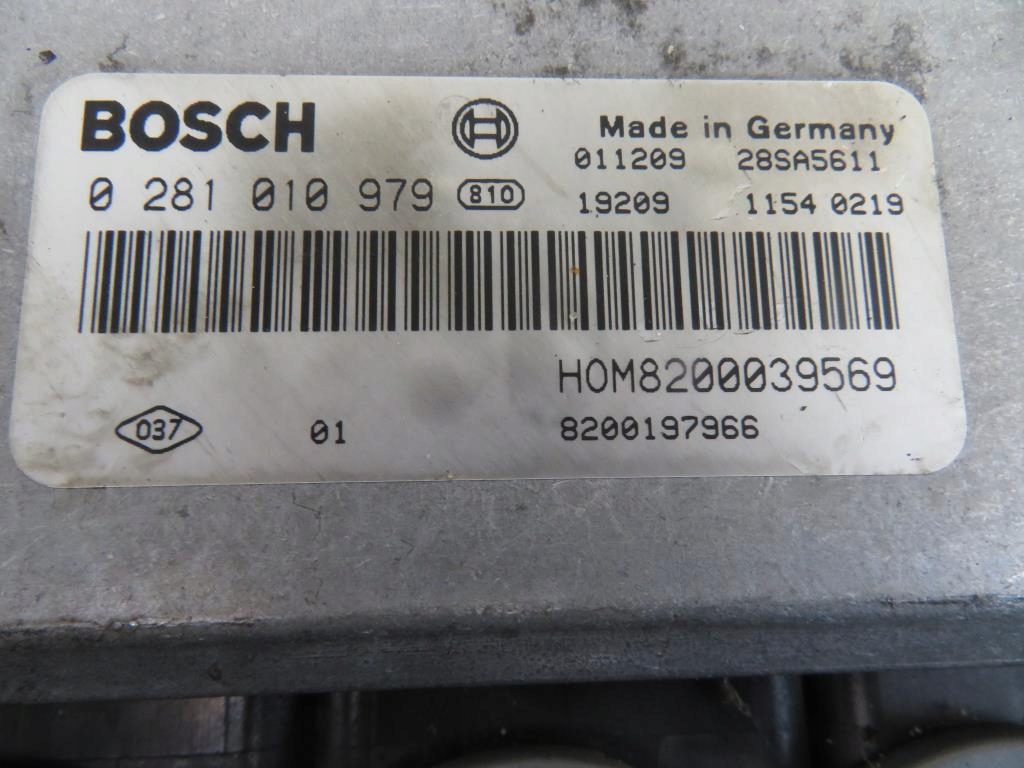 BOSCH
Made in Germany
011209 28SA5611
0 281 010 979 810
19209 1154 0219
HOM8200039569
037 01 8200197966